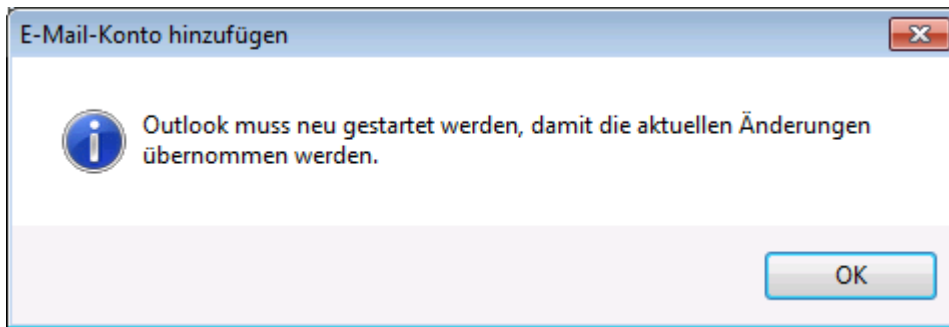 E-Mail-Konto hinzufügen
Outlook muss neu gestartet werden, damit die aktuellen Änderungen
übernommen werden.
OK